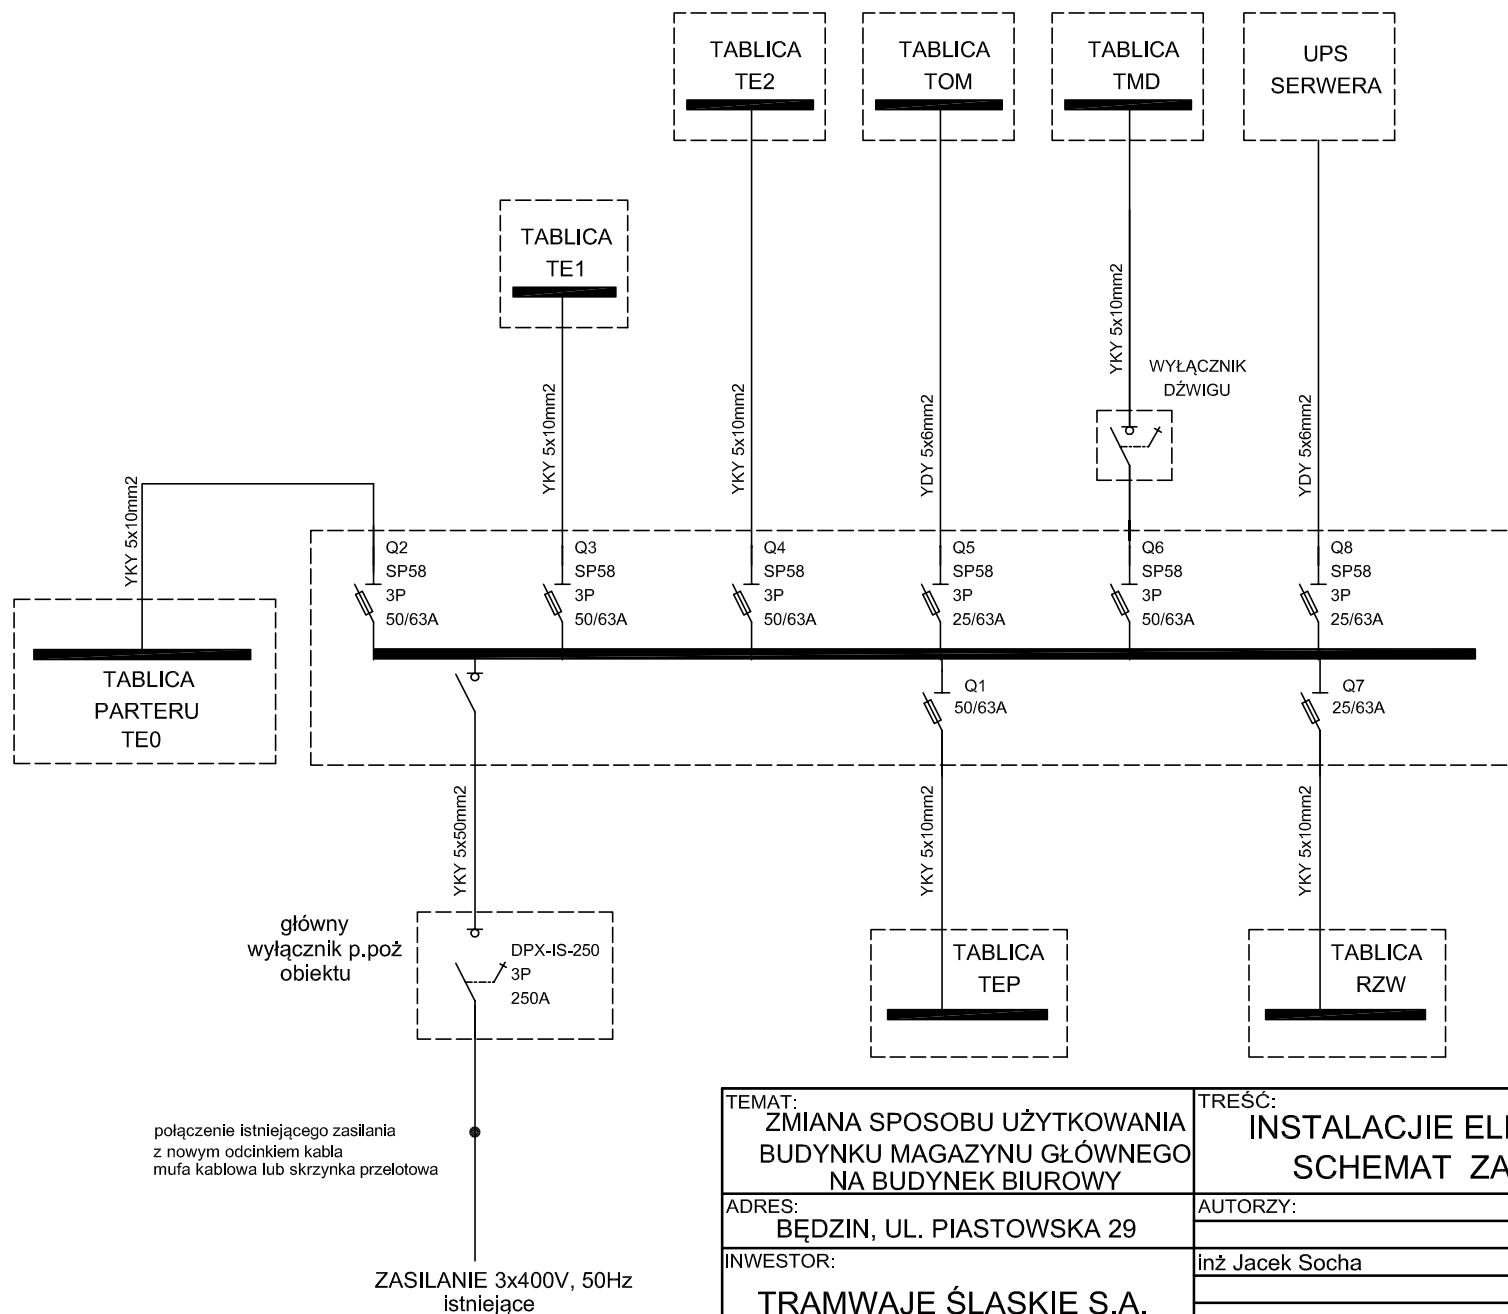 TABLICA
TE2
TABLICA
TOM
TABLICA
TMD
UPS
SERWERA
TABLICA
TE1
YKY 5x10mm2
WYŁĄCZNIK
DŹWIGU
YKY 5x10mm2
YKY 5x10mm2
YDY 5x6mm2
YDY 5x6mm2
YKY 5x10mm2
Q2
SP58
3P
50/63A
Q3
SP58
3P
50/63A
Q4
SP58
3P
50/63A
Q5
SP58
3P
25/63A
Q6
SP58
3P
50/63A
Q8
SP58
3P
25/63A
TABLICA
PARTERU
TE0
Q1
50/63A
Q7
25/63A
YKY 5x50mm2
YKY 5x10mm2
YKY 5x10mm2
główny
wyłącznik p.poż
obiektu
DPX-IS-250
3P
250A
TABLICA
TEP
TABLICA
RZW
połączenie istniejącego zasilania
z nowym odcinkiem kabla
mufa kablowa lub skrzynka przelotowa
ZASILANIE 3x400V, 50Hz
istniejące
TEMAT:
ZMIANA SPOSOBU UŻYTKOWANIA
BUDYNKU MAGAZYNU GŁÓWNEGO
NA BUDYNEK BIUROWY
TREŚĆ:
INSTALACJIE
SCHEMAT
ADRES:
BĘDZIN, UL. PIASTOWSKA 29
AUTORZY:
INWESTOR:
TRAMWAJE ŚLASKIE S.A.
inż Jacek Socha